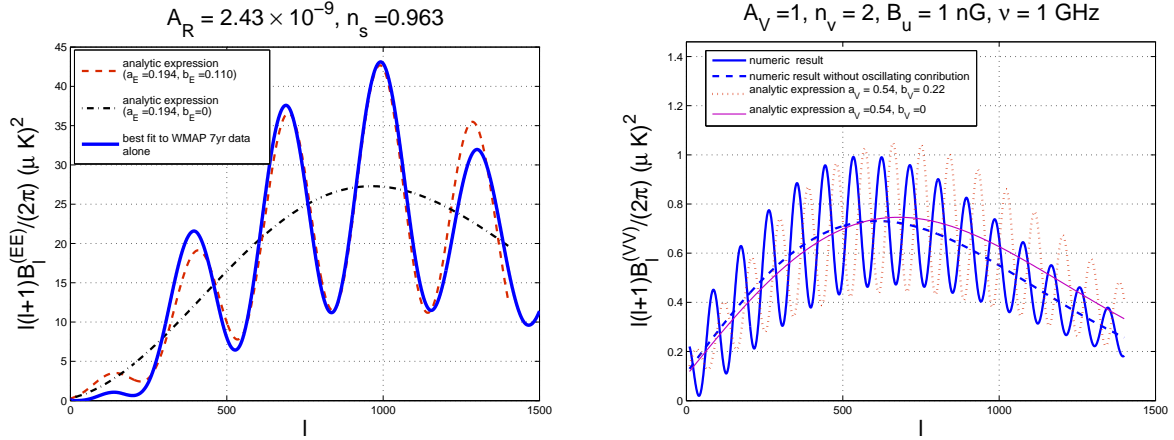 A_R = 2.43 × 10^−9, n_s=0.963
l(l+1)B_l^(EE)/(2π) (μ K)^2
45
40
35
30
25
20
15
10
5
0
analytic expression
(a_E=0.194, b_E=0.110)
analytic expression
(a_E=0.194, b_E=0)
best fit to WMAP 7yr data
alone
0 500 1000 1500
l
A_V=1, n_v = 2, B_u = 1 nG, ν = 1 GHz
l(l+1)B_l^(VV)/(2π) (μ K)^2
1.4
1.2
1
0.8
0.6
0.4
0.2
0
numeric result
numeric result without oscillating conribution
analytic expression a_V = 0.54, b_V= 0.22
analytic expression a_V =0.54, b_V=0
0 500 1000 1500
l